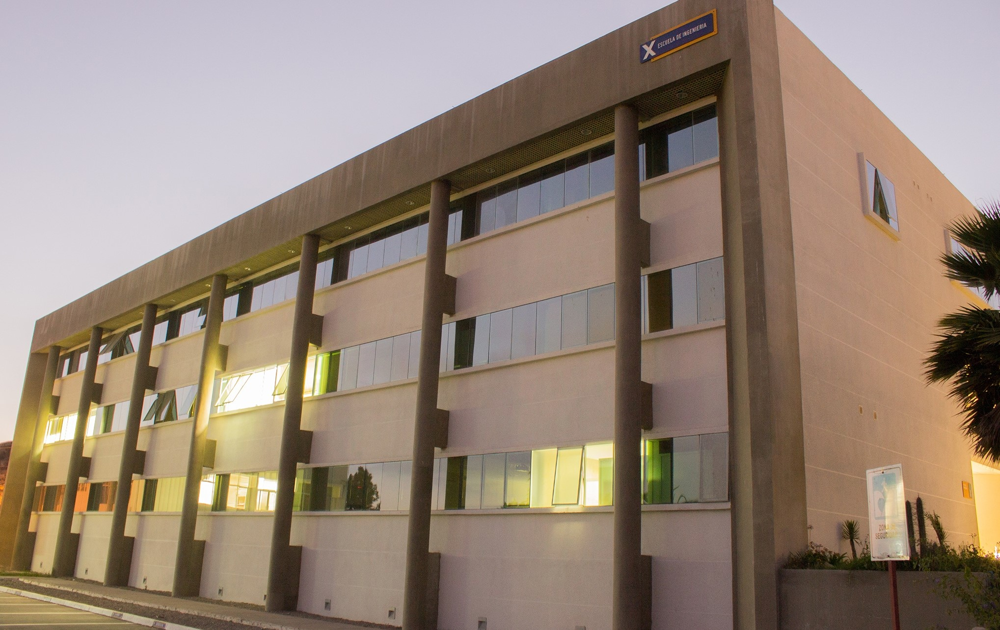 X ESCUELA DE INGENIERIA
ZONA DE
SEGURIDAD